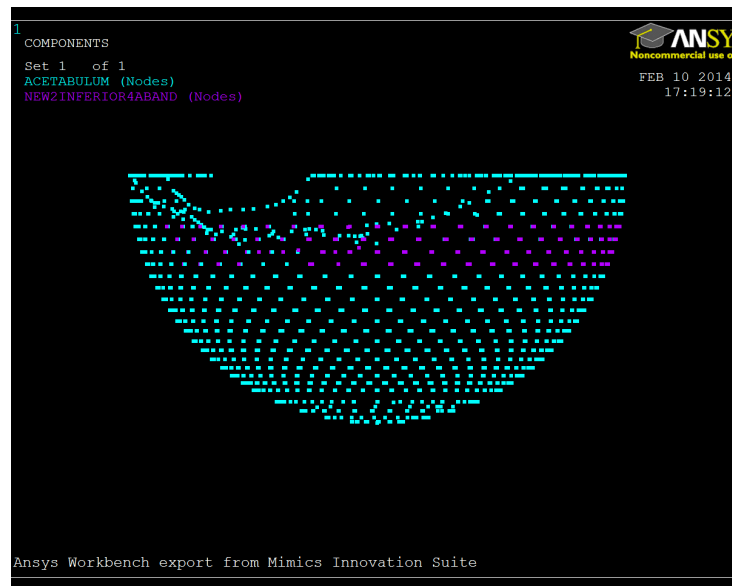 1
COMPONENTS
Set 1 of 1
ACETABULUM (Nodes)
NEW2INFERIOR4ABAND (Nodes)
ANSY
Noncommercial use o
FEB 10 2014
17:19:12
Ansys Workbench export from Mimics Innovation Suite